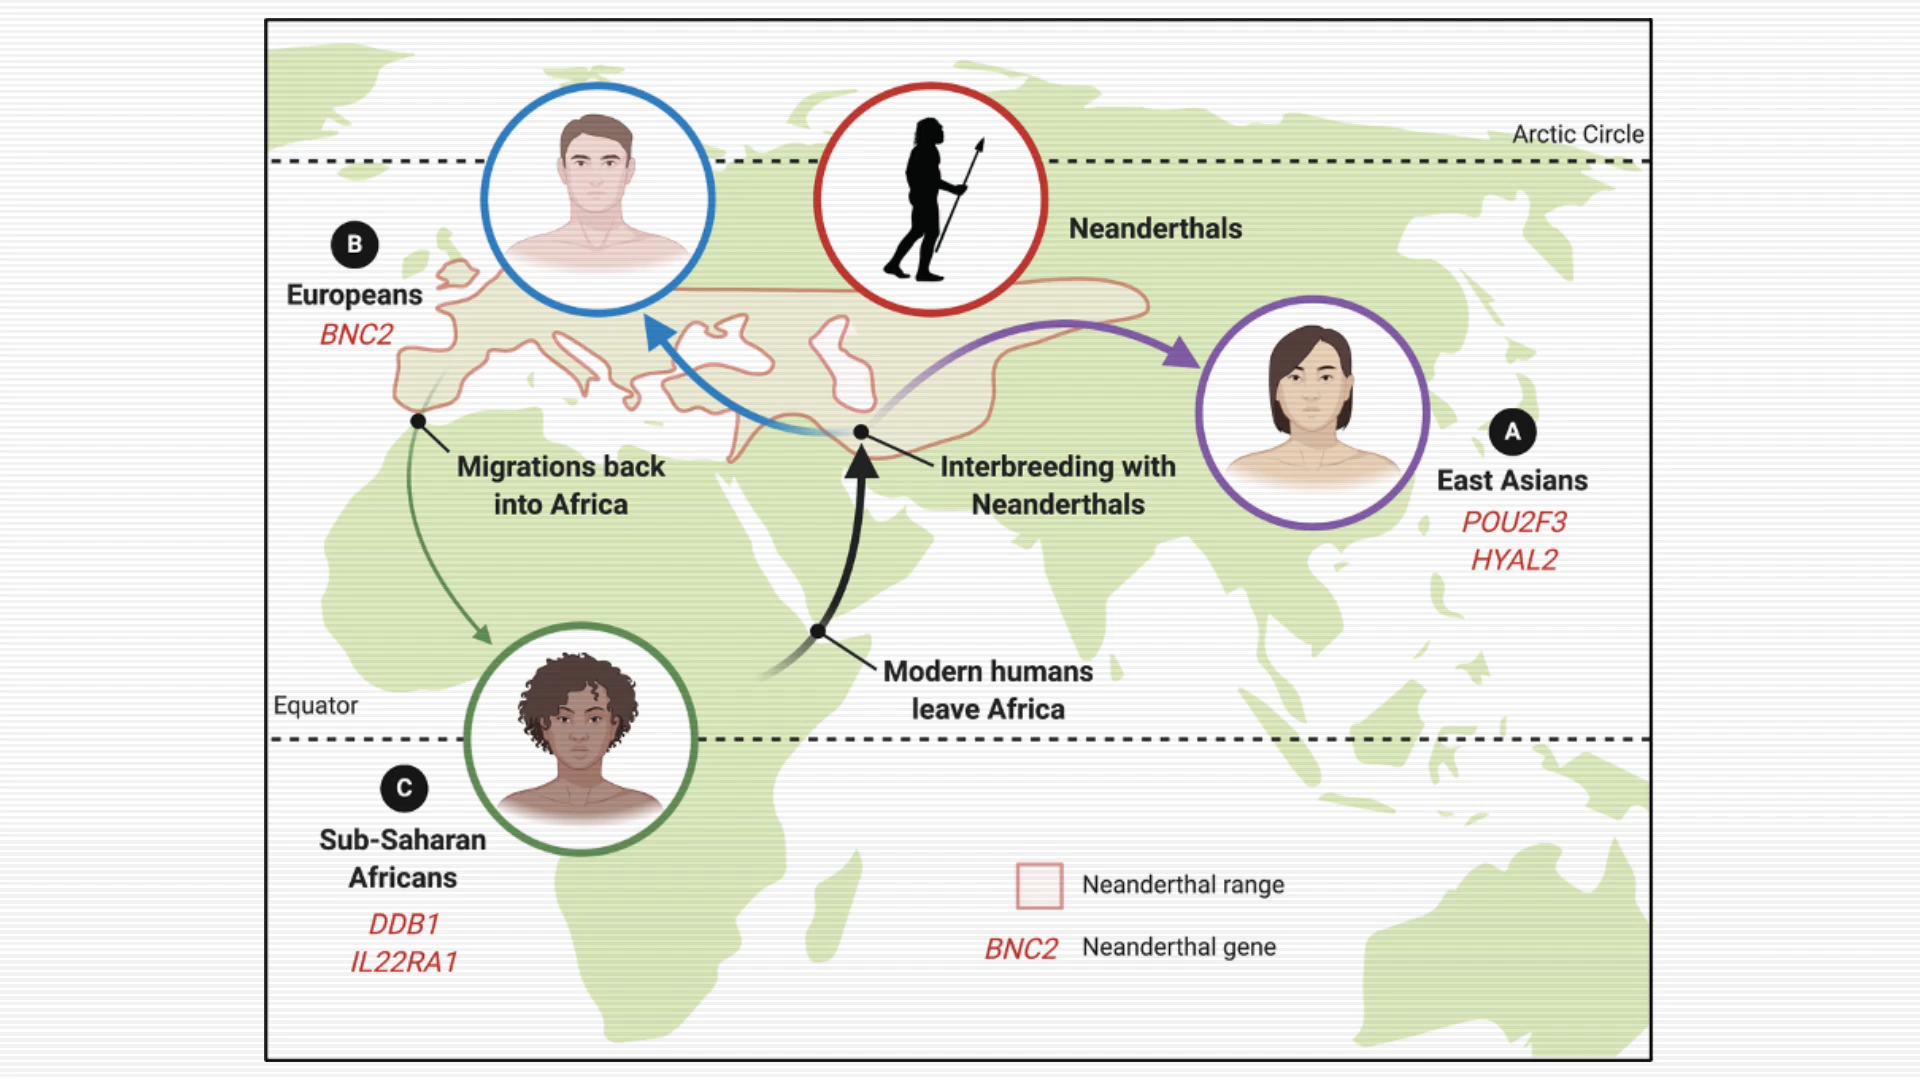 Arctic Circle
Neanderthals
B
Europeans
BNC2
A
East Asians
POU2F3
HYAL2
Migrations back
into Africa
Interbreeding with
Neanderthals
Modern humans
leave Africa
Equator
C
Sub-Saharan
Africans
DDB1
IL22RA1
Neanderthal range
BNC2 Neanderthal gene